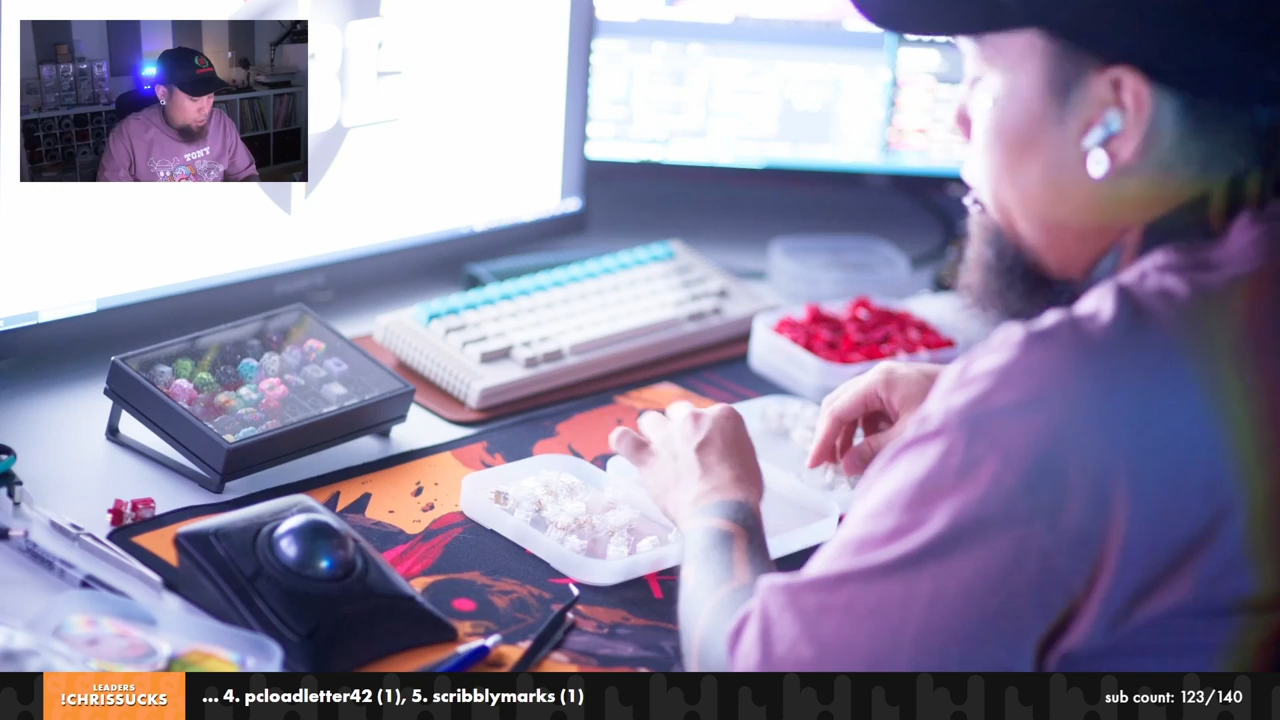 TONY
LEADERS
!CHRISSUCKS
... 4. pcloadletter42 (1), 5. scribblymarks (1)
sub count: 123/140